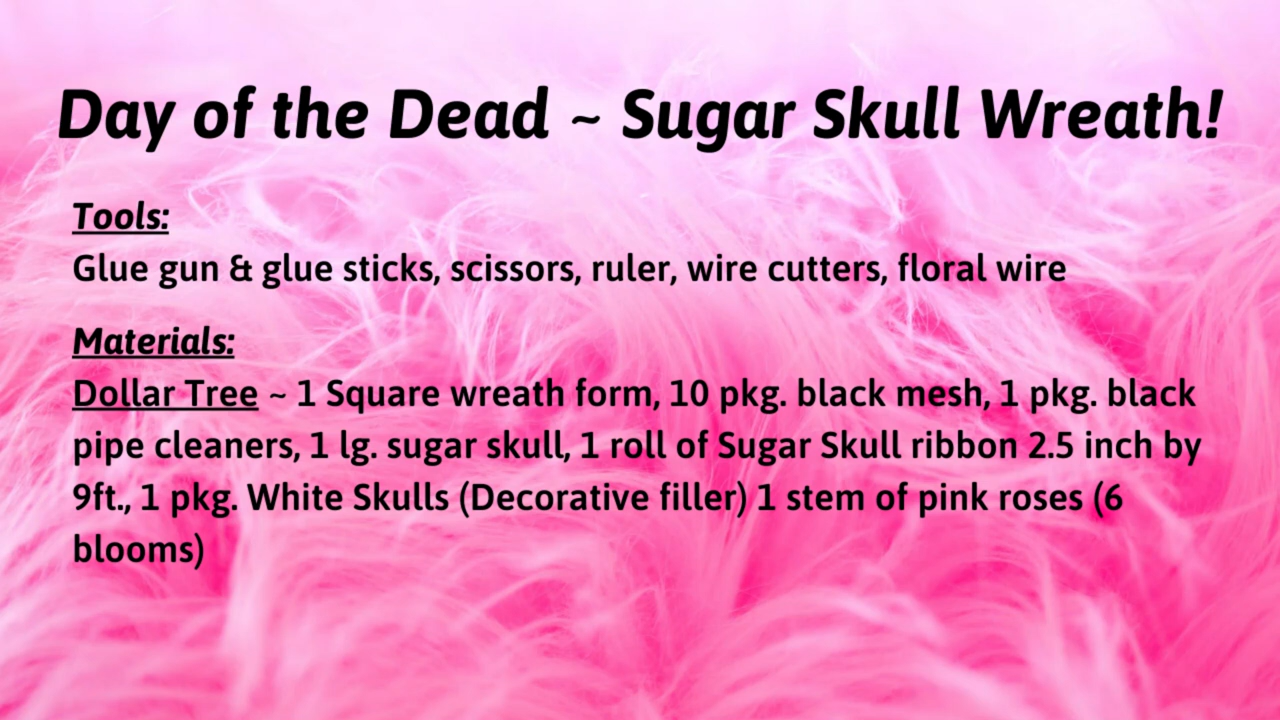 Day of the Dead ~ Sugar Skull Wreath!
Tools:
Glue gun & glue sticks, scissors, ruler, wire cutters, floral wire
Materials:
Dollar Tree ~ 1 Square wreath form, 10 pkg. black mesh, 1 pkg. black
pipe cleaners, 1 lg. sugar skull, 1 roll of Sugar Skull ribbon 2.5 inch by
9ft., 1 pkg. White Skulls (Decorative filler) 1 stem of pink roses (6
blooms)